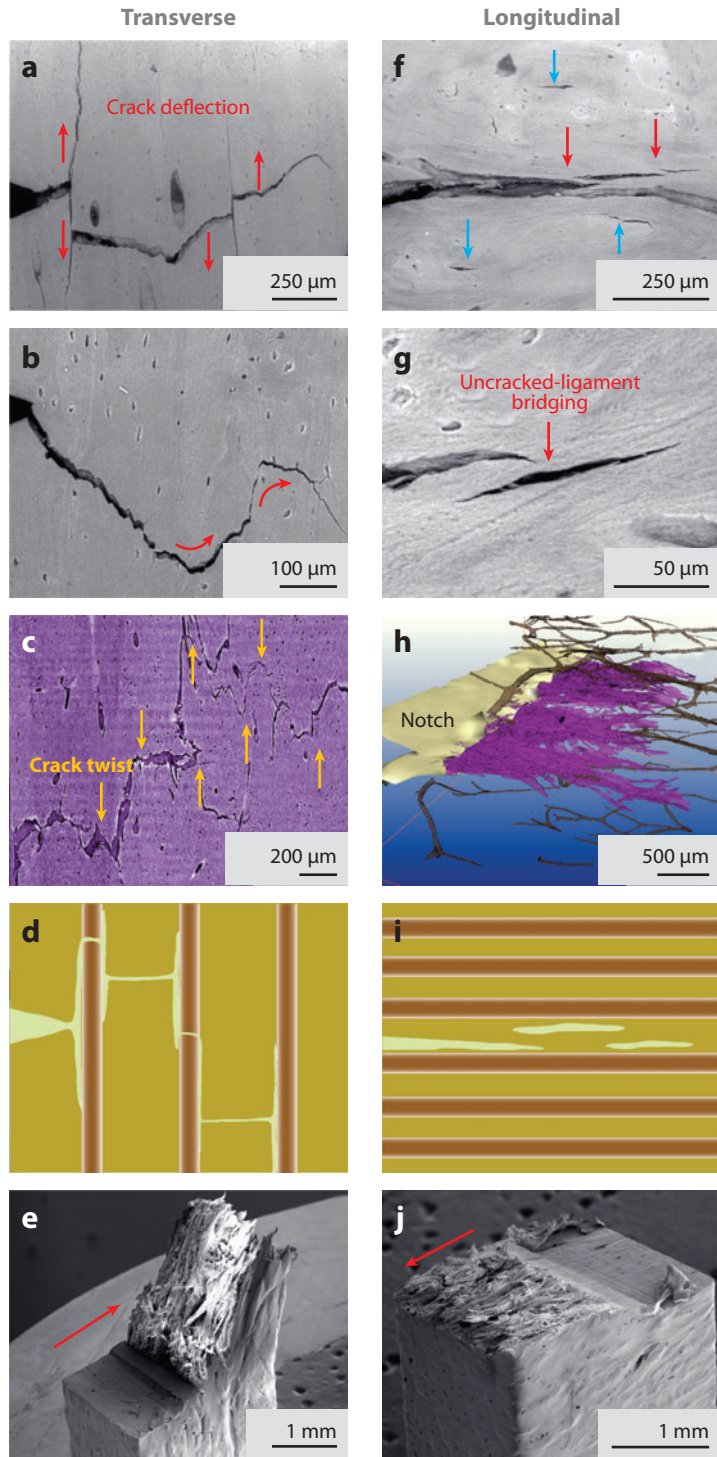 Transverse
Longitudinal
a
Crack deflection
250 µm
f
250 µm
b
100 µm
g
Uncracked-ligament
bridging
50 µm
c
Crack twist
200 µm
h
Notch
500 µm
d
i
e
1 mm
j
1 mm